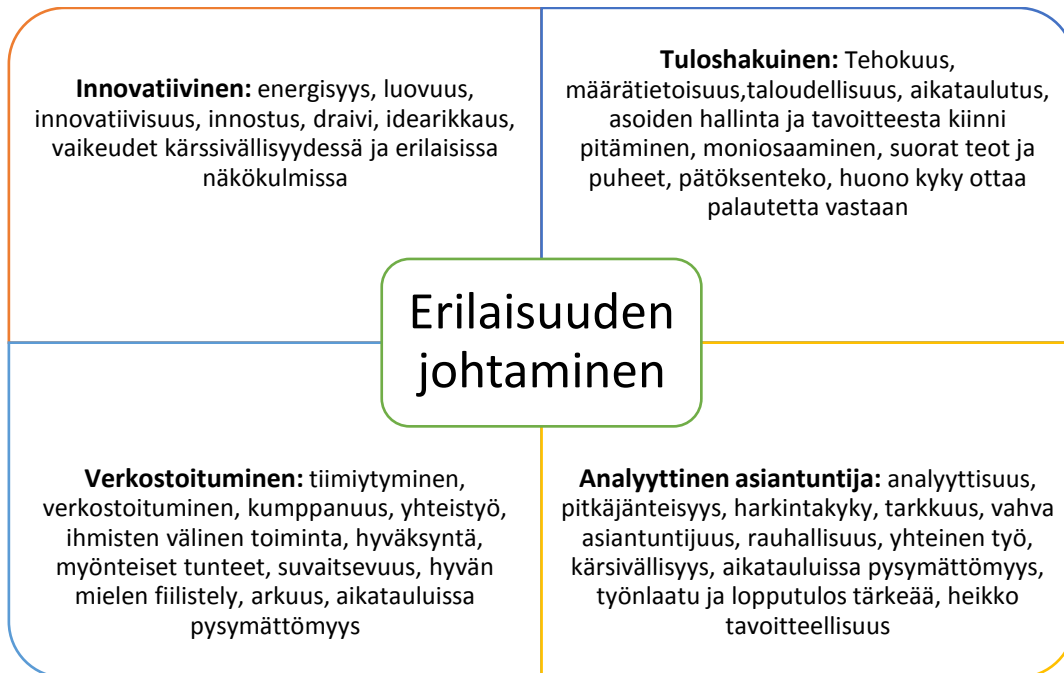 Innovatiivinen: energisyys, luovuus,
innovatiivisuus, innostus, draivi, idearikkaus,
vaikeudet kärssivällisyydessä ja erilaisissa
näkökulmissa
Tuloshakuinen: Tehokuus,
määrätietoisuus,taloudellisuus, aikataulutus,
asoiden hallinta ja tavoitteesta kiinni
pitäminen, moniosaaminen, suorat teot ja
puheet, pätöksenteko, huono kyky ottaa
palautetta vastaan
Erilaisuuden
johtaminen
Verkostoituminen: tiimiytyminen,
verkostoituminen, kumppanuus, yhteistyö,
ihmisten välinen toiminta, hyväksyntä,
myönteiset tunteet, suvaitsevuus, hyvän
mielen fiilistely, arkuus, aikatauluissa
pysymättömyys
Analyyttinen asiantuntija: analyyttisuus,
pitkäjänteisyys, harkintakyky, tarkkuus, vahva
asiantuntijuus, rauhallisuus, yhteinen työ,
kärsivällisyys, aikatauluissa pysymättömyys,
työnlaatu ja lopputulos tärkeää, heikko
tavoitteellisuus